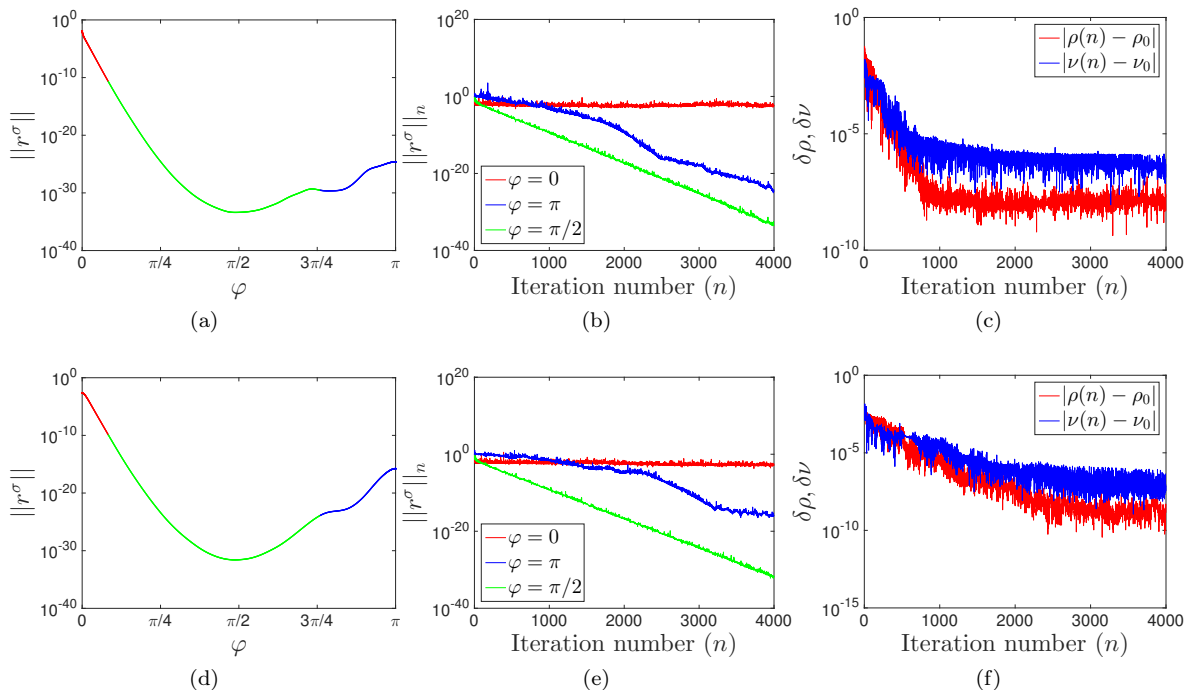 10^0
10^-10
10^-20
10^-30
10^-40
||r^σ||
0 π/4 π/2 3π/4 π
φ
(a)
10^20
10^0
10^-20
10^-40
||r^σ||_n
φ = 0
φ = π
φ = π/2
0 1000 2000 3000 4000
Iteration number (n)
(b)
10^0
10^-5
10^-10
δρ, δν
|ρ(n) − ρ_0|
|ν(n) − ν_0|
0 1000 2000 3000 4000
Iteration number (n)
(c)
10^0
10^-10
10^-20
10^-30
10^-40
||r^σ||
0 π/4 π/2 3π/4 π
φ
(d)
10^20
10^0
10^-20
10^-40
||r^σ||_n
φ = 0
φ = π
φ = π/2
0 1000 2000 3000 4000
Iteration number (n)
(e)
10^0
10^-5
10^-10
10^-15
δρ, δν
|ρ(n) − ρ_0|
|ν(n) − ν_0|
0 1000 2000 3000 4000
Iteration number (n)
(f)